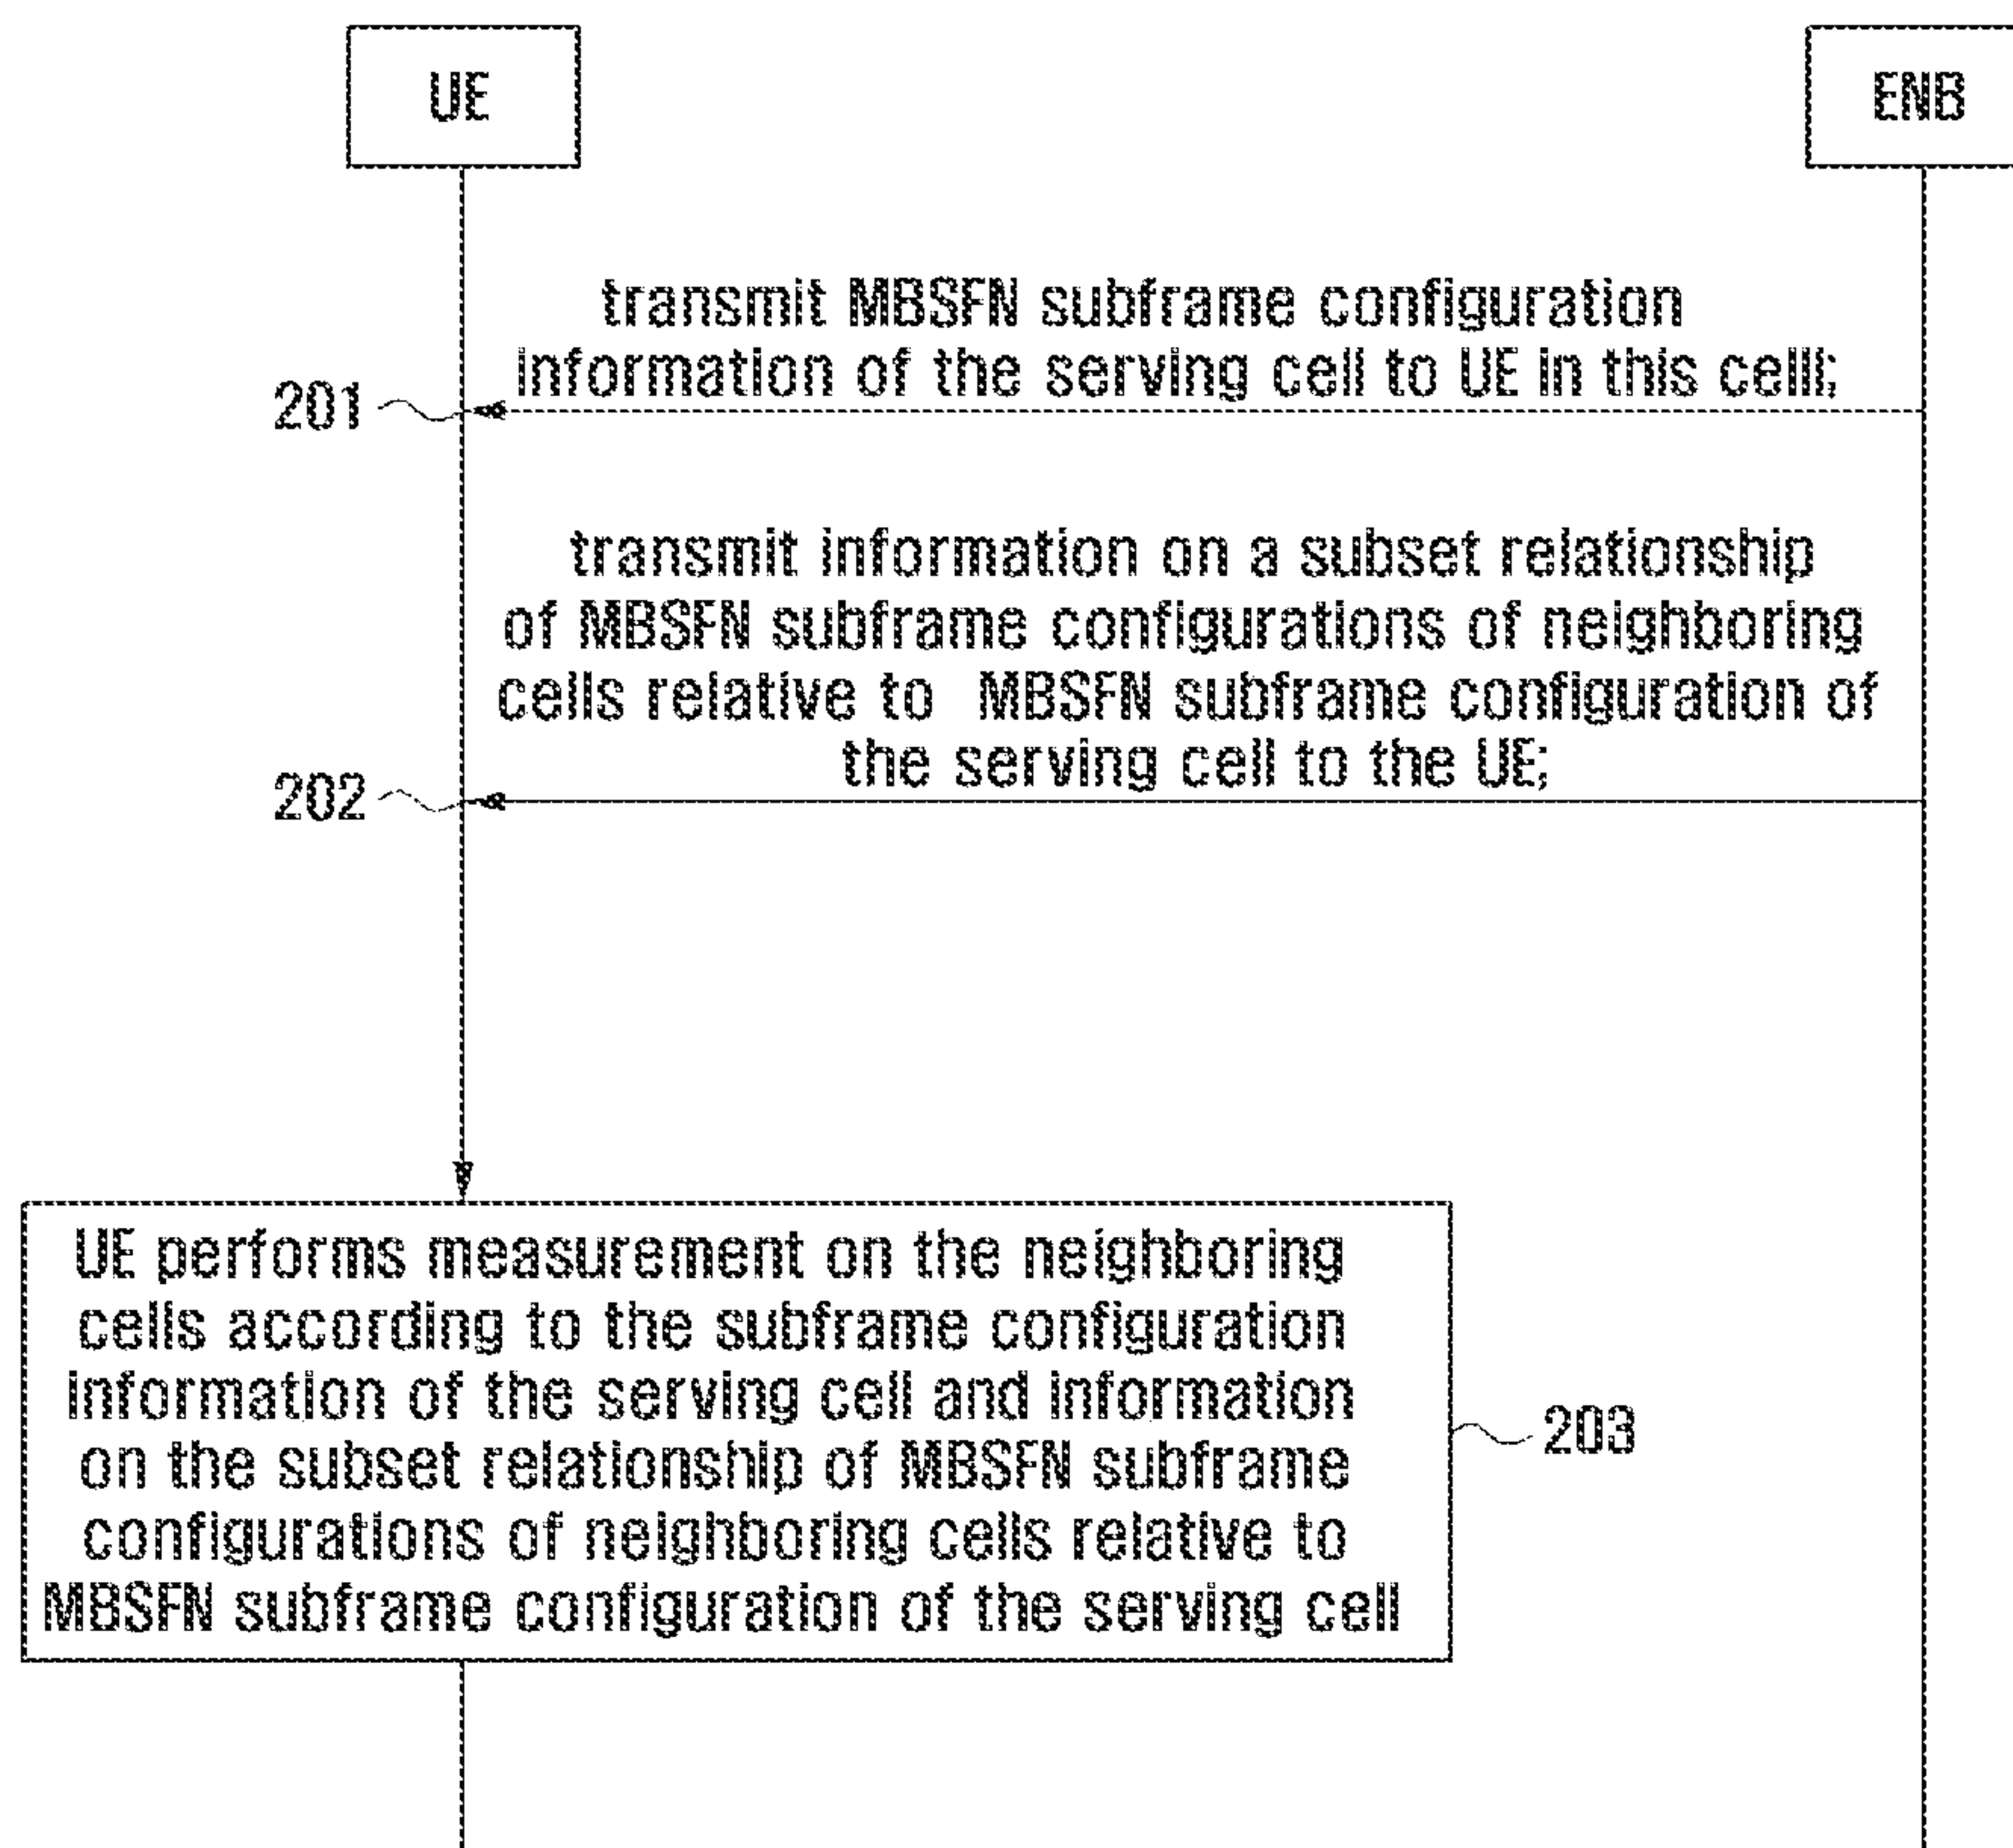 UE
ENB
transmit MBSFN subframe configuration
information of the serving cell to UE in this celll;
201
transmit information on a subset relationship
of MBSFN subframe configurations of neighboring
cells relative to MBSFN subframe configuration of
the serving cell to the UE;
202
UE performs measurement on the neighboring
cells according to the subframe configuration
information of the serving cell and information
on the subset relationship of MBSFN subframe
configurations of neighboring cells relative to
MBSFN subframe configuration of the serving cell
203